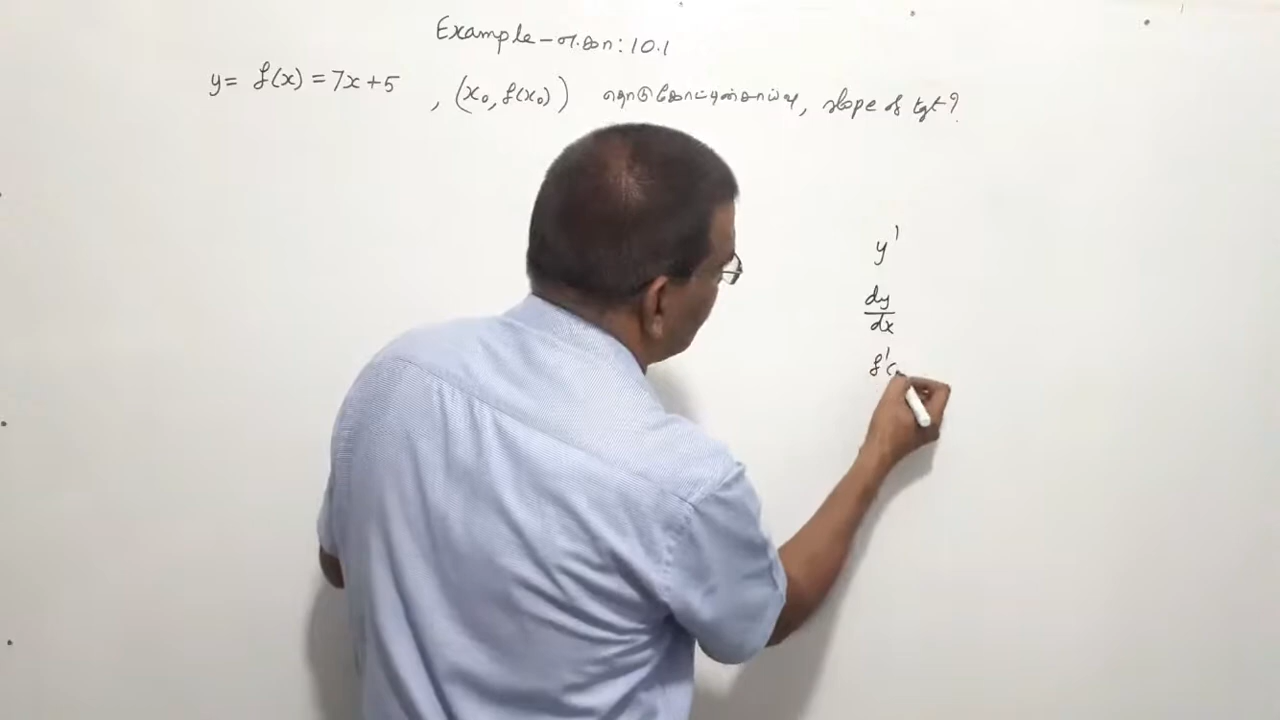 Example – எ.கா : 10.1
y = f(x) = 7x + 5 , (x₀, f(x₀)) தொடுகோட்டின் சாய்வு, slope of tgt ?
y'
dy/dx
f'(